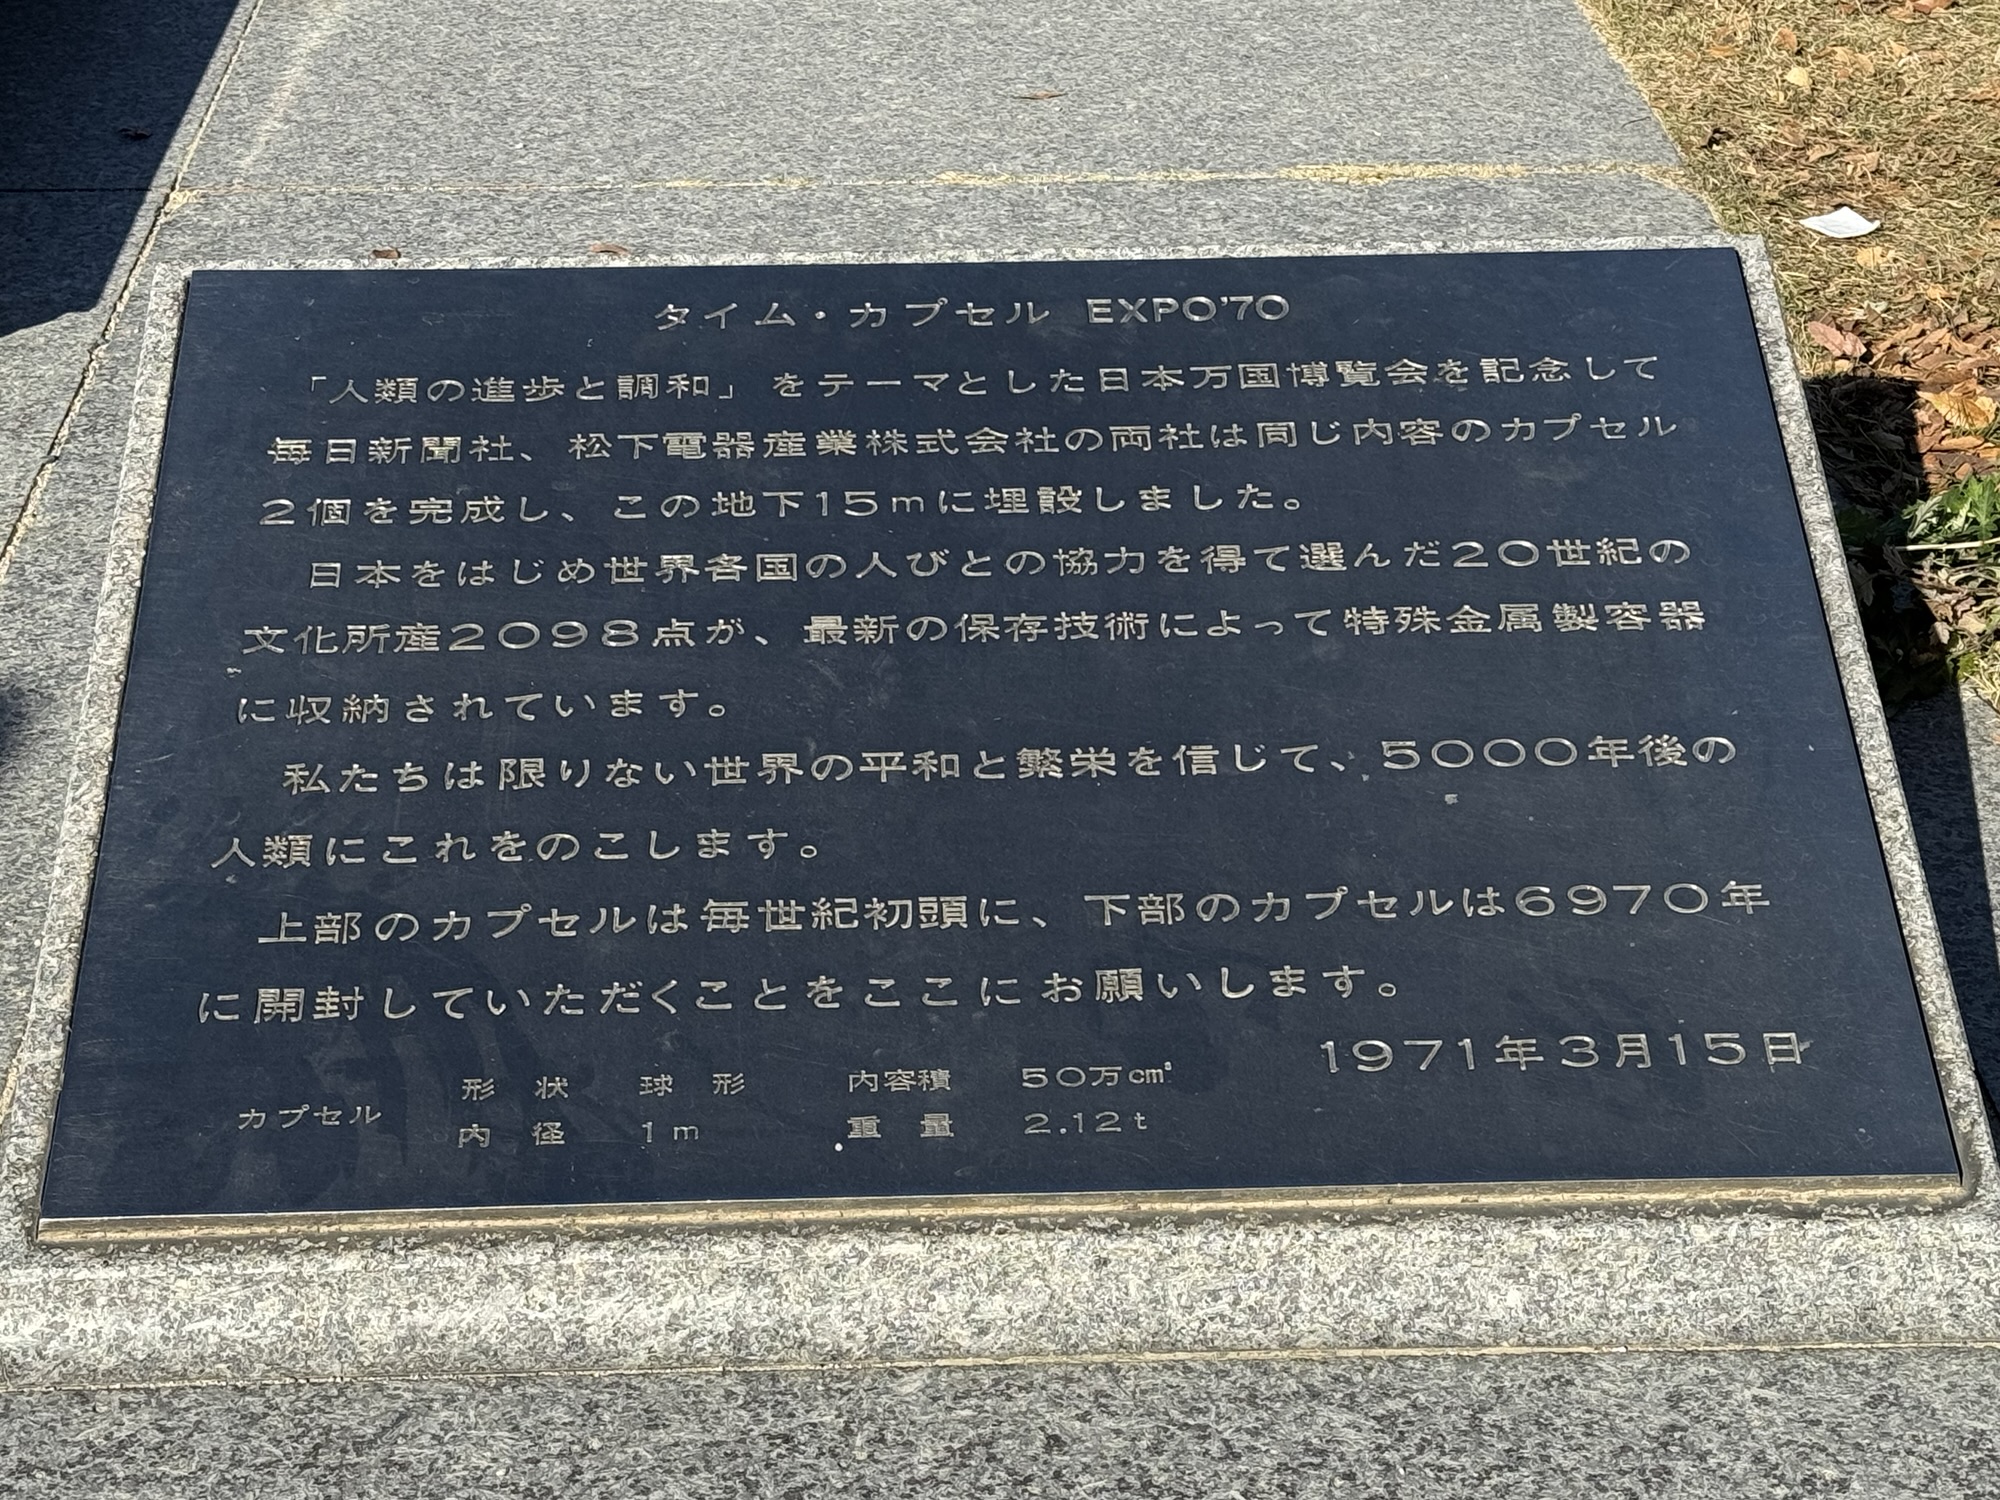 タイム・カプセル EXPO'70
「人類の進歩と調和」をテーマとした日本万国博覧会を記念して
毎日新聞社、松下電器産業株式会社の両社は同じ内容のカプセル
2個を完成し、この地下15mに埋設しました。
日本をはじめ世界各国の人びとの協力を得て選んだ20世紀の
文化所産2098点が、最新の保存技術によって特殊金属製容器
に収納されています。
私たちは限りない世界の平和と繁栄を信じて、5000年後の
人類にこれをのこします。
上部のカプセルは毎世紀初頭に、下部のカプセルは6970年
に開封していただくことをここにお願いします。
1971年3月15日
カプセル
形状 球形 内容積 50万cm³
内径 1m 重量 2.12t